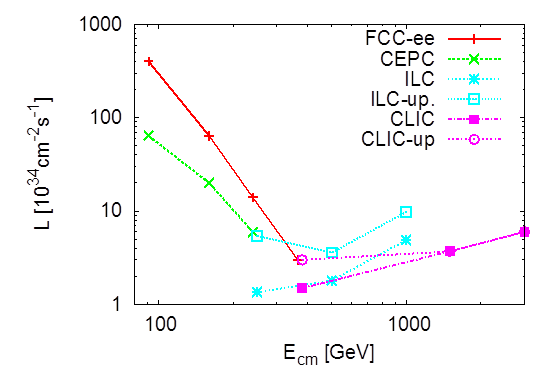 1000
100
10
1
L [10³⁴cm⁻²s⁻¹]
FCC-ee
CEPC
ILC
ILC-up.
CLIC
CLIC-up
100
1000
E_cm [GeV]